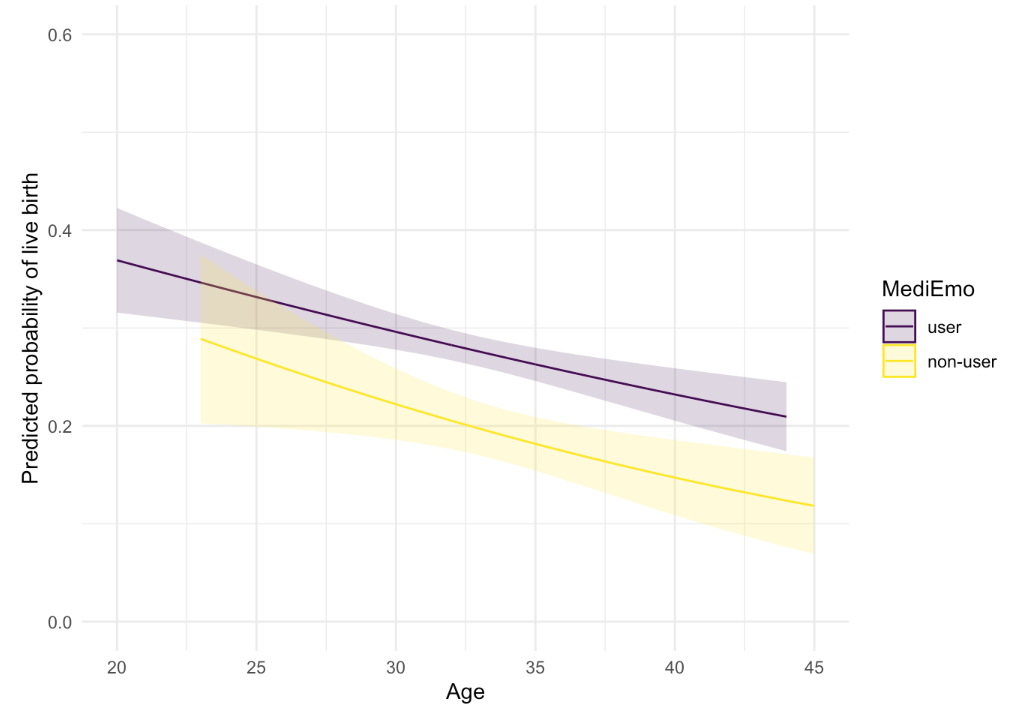 0.6
0.4
0.2
0.0
Predicted probability of live birth
20 25 30 35 40 45
Age
MediEmo
user
non-user